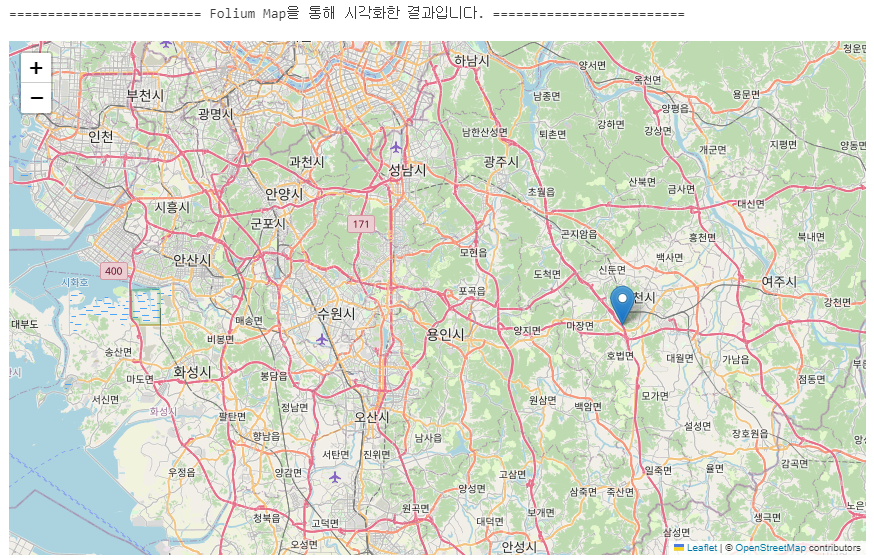 ========================= Folium Map을 통해 시각화한 결과입니다. =========================
+
−
하남시
양서면
청운면
옥천면
부천시
남종면
용문면
광명시
양평읍
인천
남한산성면
퇴촌면
강하면
강상면
지평면
양동면
개군면
과천시
성남시
광주시
산북면
안양시
초월읍
금사면
시흥시
대신면
군포시
171
곤지암읍
흥천면
북내면
모현읍
백사면
안산시
400
도척면
신둔면
시화호
여주시
포곡읍
천시
강천면
대부도
매송면
수원시
비봉면
용인시
양지면
마장면
송산면
호법면
대월면
가남읍
마도면
화성시
봉담읍
점동면
서신면
화성시
정남면
원삼면
백암면
모가면
팔탄면
오산시
설성면
향남읍
남사읍
장호원읍
서탄면
진위면
우정읍
양감면
고삼면
일죽면
율면
감곡면
양성면
삼죽면
죽산면
청북읍
고덕면
원곡면
대덕면
보개면
생극면
안성시
삼성면
Leaflet | © OpenStreetMap contributors